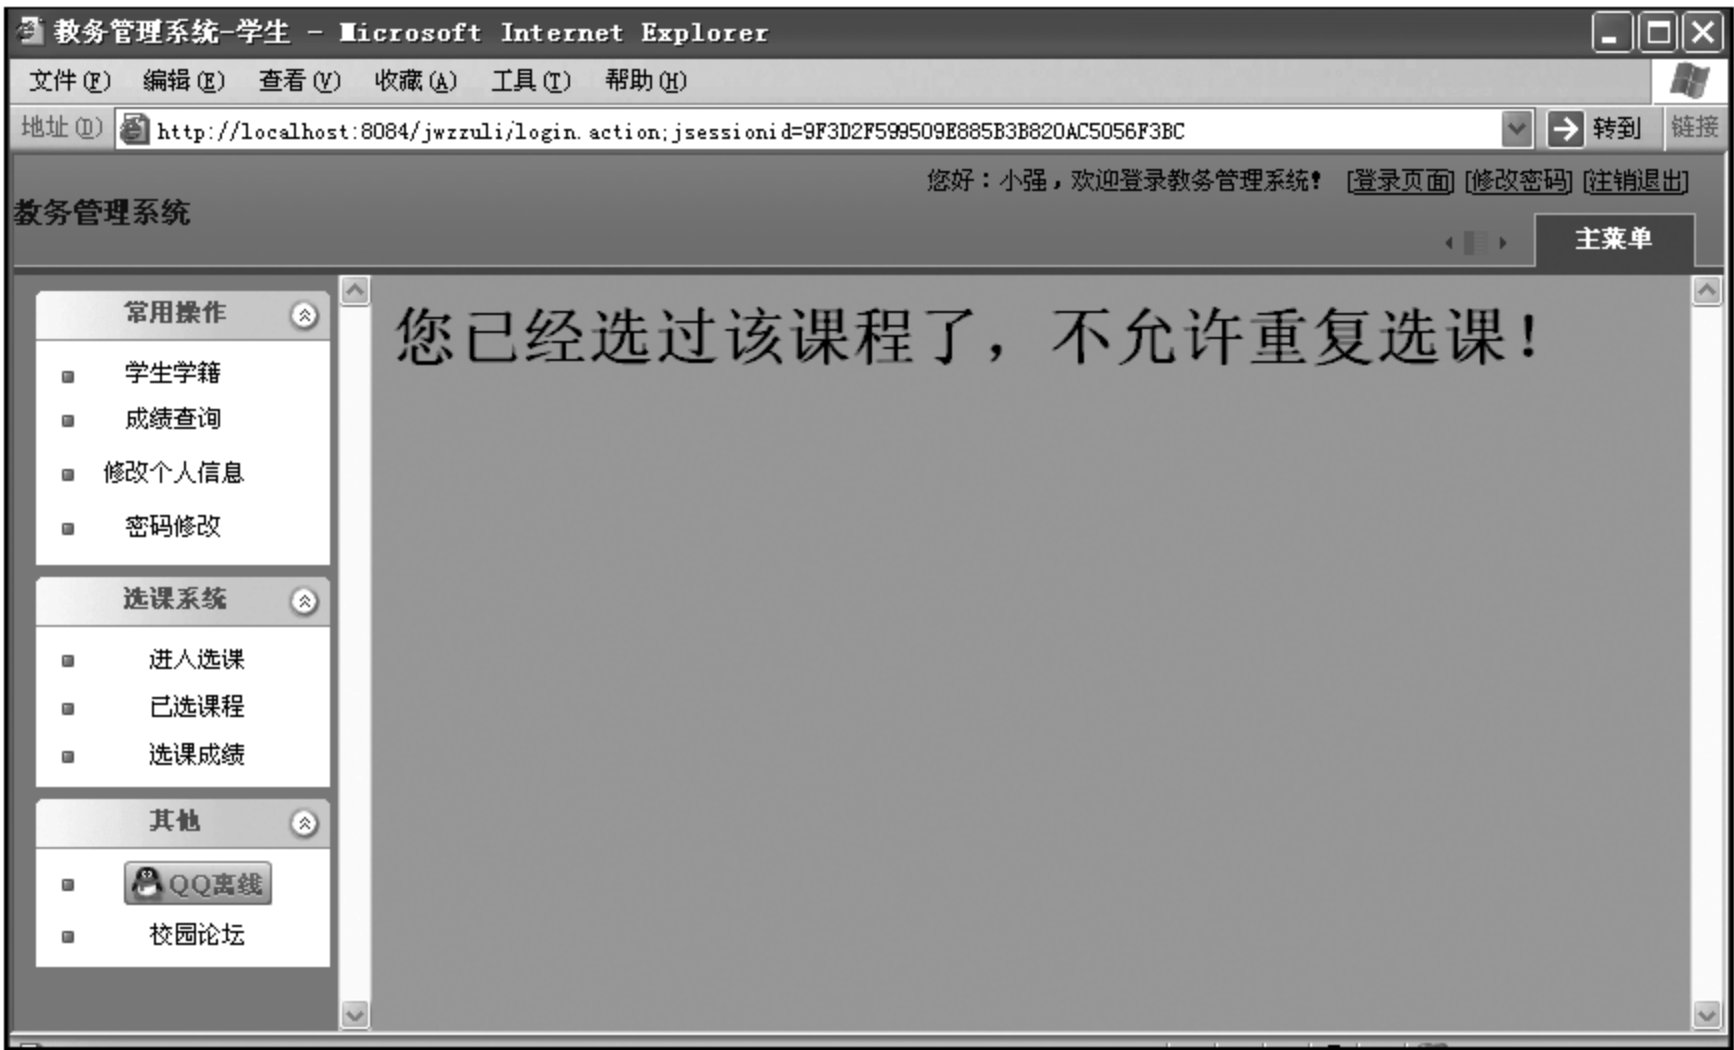 教务管理系统-学生 - Microsoft Internet Explorer
文件(F) 编辑(E) 查看(V) 收藏(A) 工具(T) 帮助(H)
地址(D) http://localhost:8084/jwzzuli/login.action;jsessionid=9F3D2F599509E885B3B820AC5056F3BC 转到 链接
您好：小强，欢迎登录教务管理系统！ [登录页面] [修改密码] [注销退出]
教务管理系统
主菜单
常用操作
学生学籍
成绩查询
修改个人信息
密码修改
选课系统
进人选课
已选课程
选课成绩
其他
QQ离线
校园论坛
您已经选过该课程了，不允许重复选课！